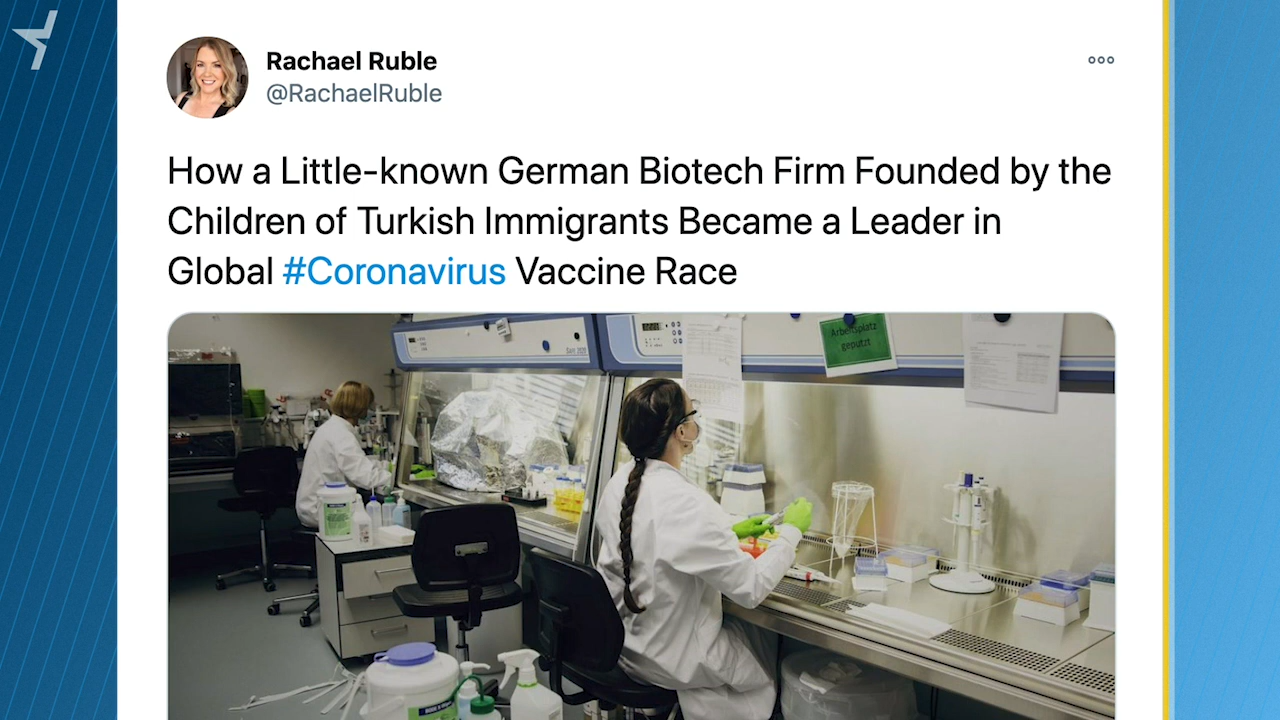 Rachael Ruble
@RachaelRuble
How a Little-known German Biotech Firm Founded by the
Children of Turkish Immigrants Became a Leader in
Global #Coronavirus Vaccine Race
Arbeitsplatz
geputzt